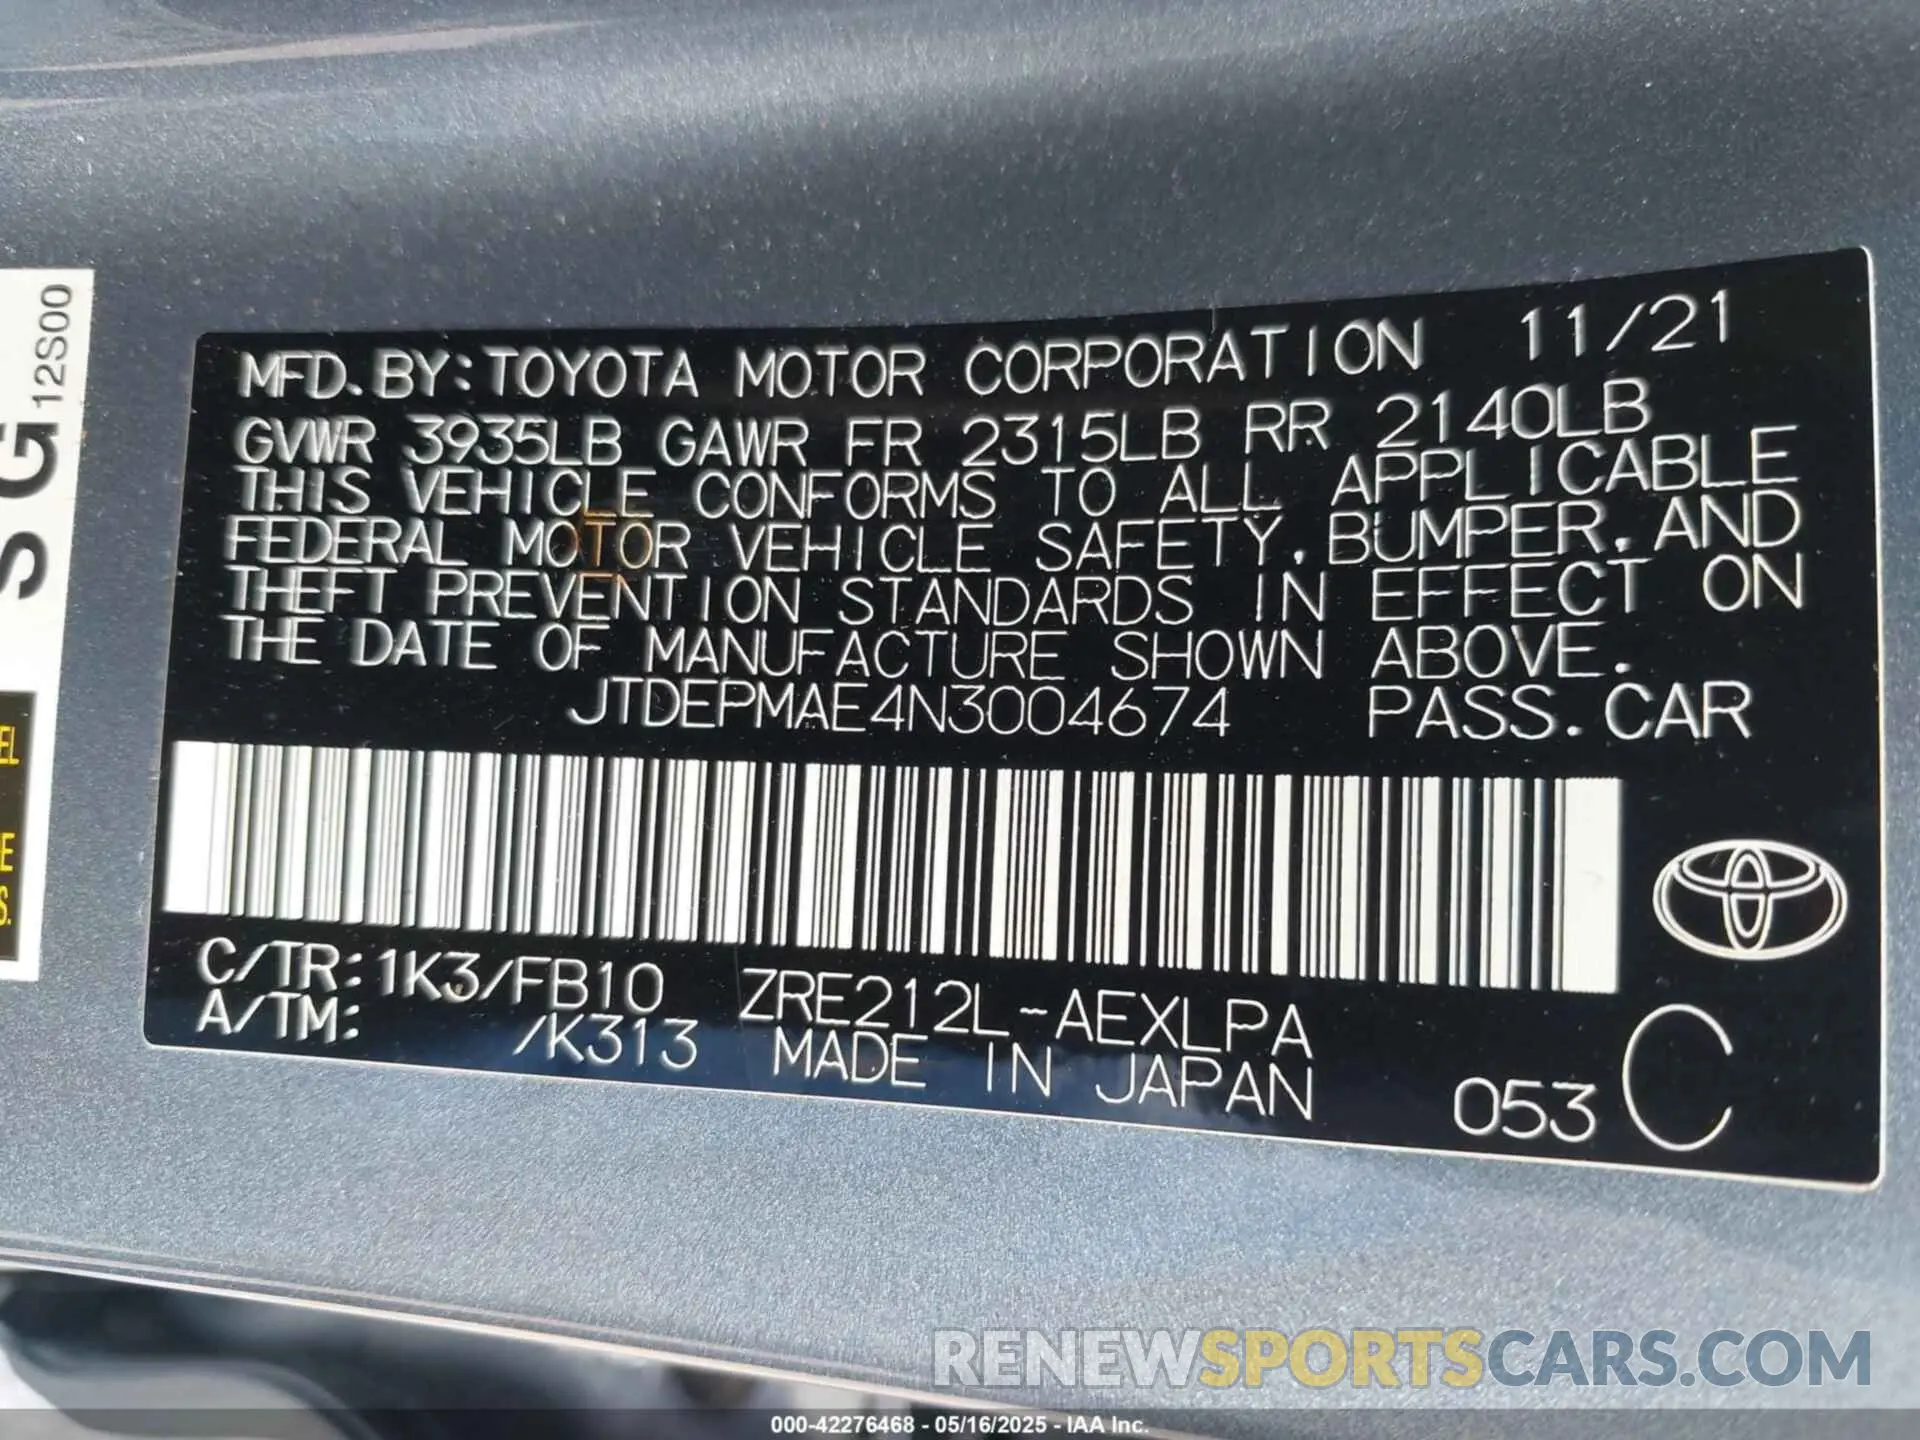 MFD. BY: TOYOTA MOTOR CORPORATION 11/21
GVWR 3935LB GAWR FR 2315LB RR 2140LB
THIS VEHICLE CONFORMS TO ALL APPLICABLE
FEDERAL MOTOR VEHICLE SAFETY, BUMPER, AND
THEFT PREVENTION STANDARDS IN EFFECT ON
THE DATE OF MANUFACTURE SHOWN ABOVE.
JTDEPMAE4N3004674 PASS. CAR
C/TR: 1K3/FB10 ZRE212L-AEXLPA
A/TM: /K313 MADE IN JAPAN 053 C
12S00
SG
EL
S.
RENEWSPORTSCARS.COM
000-42276468 - 05/16/2025 - IAA Inc.